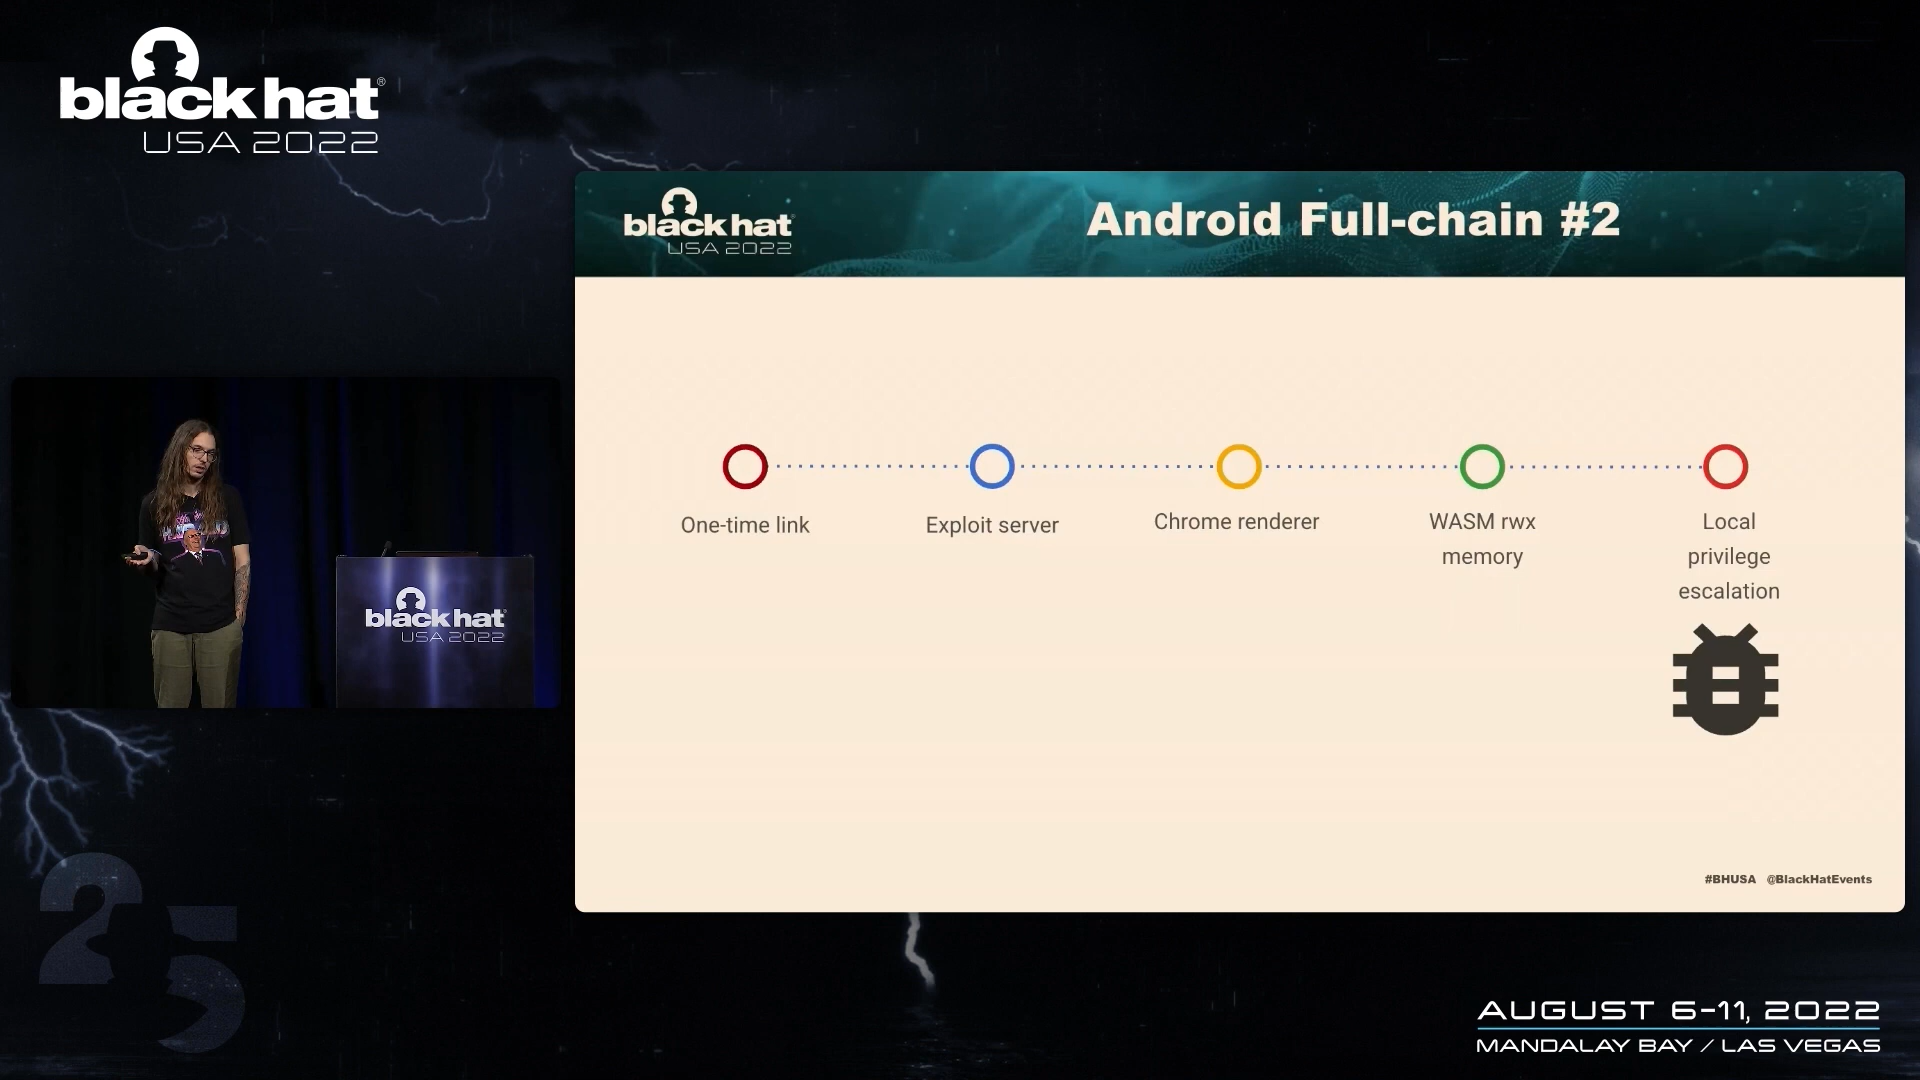 black hat®
USA 2022
black hat
USA 2022
Android Full-chain #2
One-time link
Exploit server
Chrome renderer
WASM rwx
memory
Local
privilege
escalation
#BHUSA @BlackHatEvents
black hat
USA 2022
25
AUGUST 6-11, 2022
MANDALAY BAY / LAS VEGAS